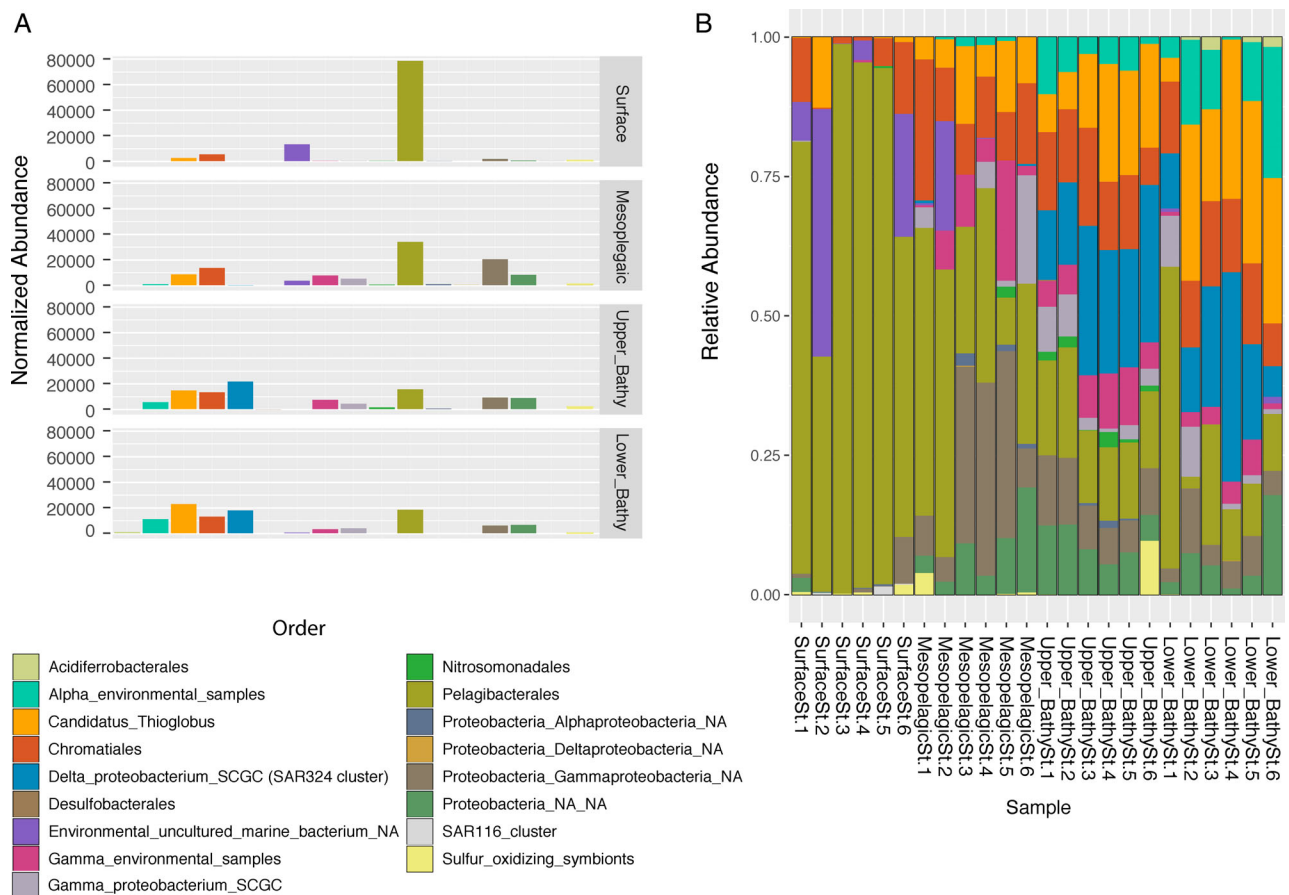 A
Normalized Abundance
80000
60000
40000
20000
0
Surface
80000
60000
40000
20000
0
Mesoplegaic
80000
60000
40000
20000
0
Upper_Bathy
80000
60000
40000
20000
0
Lower_Bathy
B
Relative Abundance
1.00
0.75
0.50
0.25
0.00
SurfaceSt.1
SurfaceSt.2
SurfaceSt.3
SurfaceSt.4
SurfaceSt.5
SurfaceSt.6
MesopelagicSt.1
MesopelagicSt.2
MesopelagicSt.3
MesopelagicSt.4
MesopelagicSt.5
MesopelagicSt.6
Upper_BathySt.1
Upper_BathySt.2
Upper_BathySt.3
Upper_BathySt.4
Upper_BathySt.5
Upper_BathySt.6
Lower_BathySt.1
Lower_BathySt.2
Lower_BathySt.3
Lower_BathySt.4
Lower_BathySt.5
Lower_BathySt.6
Sample
Order
Acidiferrobacterales
Alpha_environmental_samples
Candidatus_Thioglobus
Chromatiales
Delta_proteobacterium_SCGC (SAR324 cluster)
Desulfobacterales
Environmental_uncultured_marine_bacterium_NA
Gamma_environmental_samples
Gamma_proteobacterium_SCGC
Nitrosomonadales
Pelagibacterales
Proteobacteria_Alphaproteobacteria_NA
Proteobacteria_Deltaproteobacteria_NA
Proteobacteria_Gammaproteobacteria_NA
Proteobacteria_NA_NA
SAR116_cluster
Sulfur_oxidizing_symbionts